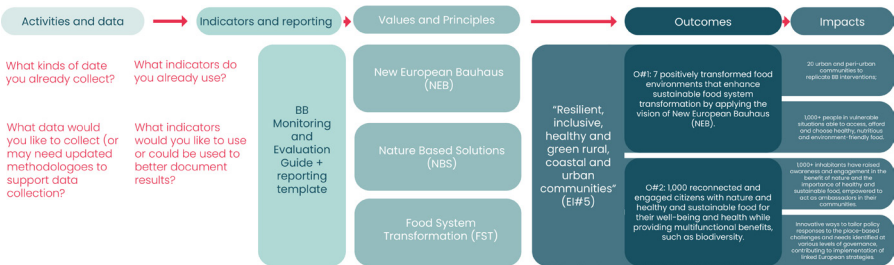 Activities and data
Indicators and reporting
Values and Principles
Outcomes
Impacts
What kinds of date
you already collect?
What indicators do
you already use?
What data would
you like to collect (or
may need updated
methodologoes to
support data
collection?
What indicators
would you like to use
or could be used to
better document
results?
BB
Monitoring
and
Evaluation
Guide +
reporting
template
New European Bauhaus
(NEB)
Nature Based Solutions
(NBS)
Food System
Transformation (FST)
“Resilient,
inclusive,
healthy and
green rural,
coastal and
urban
communities”
(EI#5)
O#1: 7 positively transformed food
environments that enhance
sustainable food system
transformation by applying the
vision of New European Bauhaus
(NEB).
O#2: 1,000 reconnected and
engaged citizens with nature and
healthy and sustainable food for
their well-being and health while
providing multifunctional benefits,
such as biodiversity.
20 urban and peri-urban
communities to
replicate BB interventions;
1,000+ people in vulnerable
situations able to access, afford
and choose healthy, nutritious
and environment-friendly food.
1,000+ inhabitants have raised
awareness and engagement in the
benefit of nature and the
importance of healthy and
sustainable food, empowered to
act as ambassadors in their
communities.
Innovative ways to tailor policy
responses to the place-based
challenges and needs identified at
various levels of governance,
contributing to implementation of
linked European strategies.